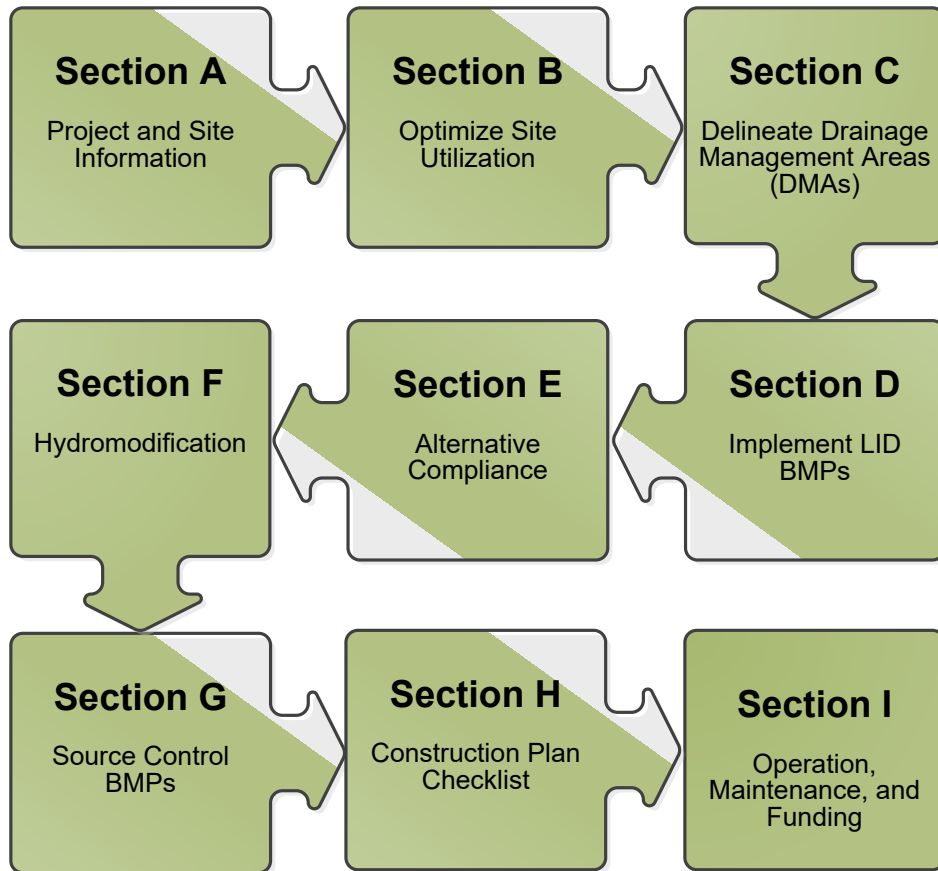 Section A
Project and Site
Information
Section B
Optimize Site
Utilization
Section C
Delineate Drainage
Management Areas
(DMAs)
Section D
Implement LID
BMPs
Section E
Alternative
Compliance
Section F
Hydromodification
Section G
Source Control
BMPs
Section H
Construction Plan
Checklist
Section I
Operation,
Maintenance, and
Funding